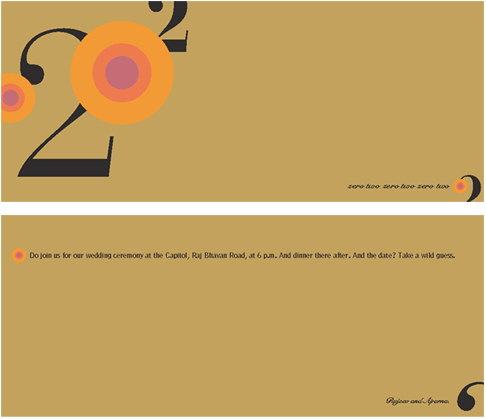 2
2
zero two zero two zero two
Do join us for our wedding ceremony at the Capitol, Raj Bhavan Road, at 6 p.m. And dinner there after. And the date? Take a wild guess.
Rajeev and Aparna.